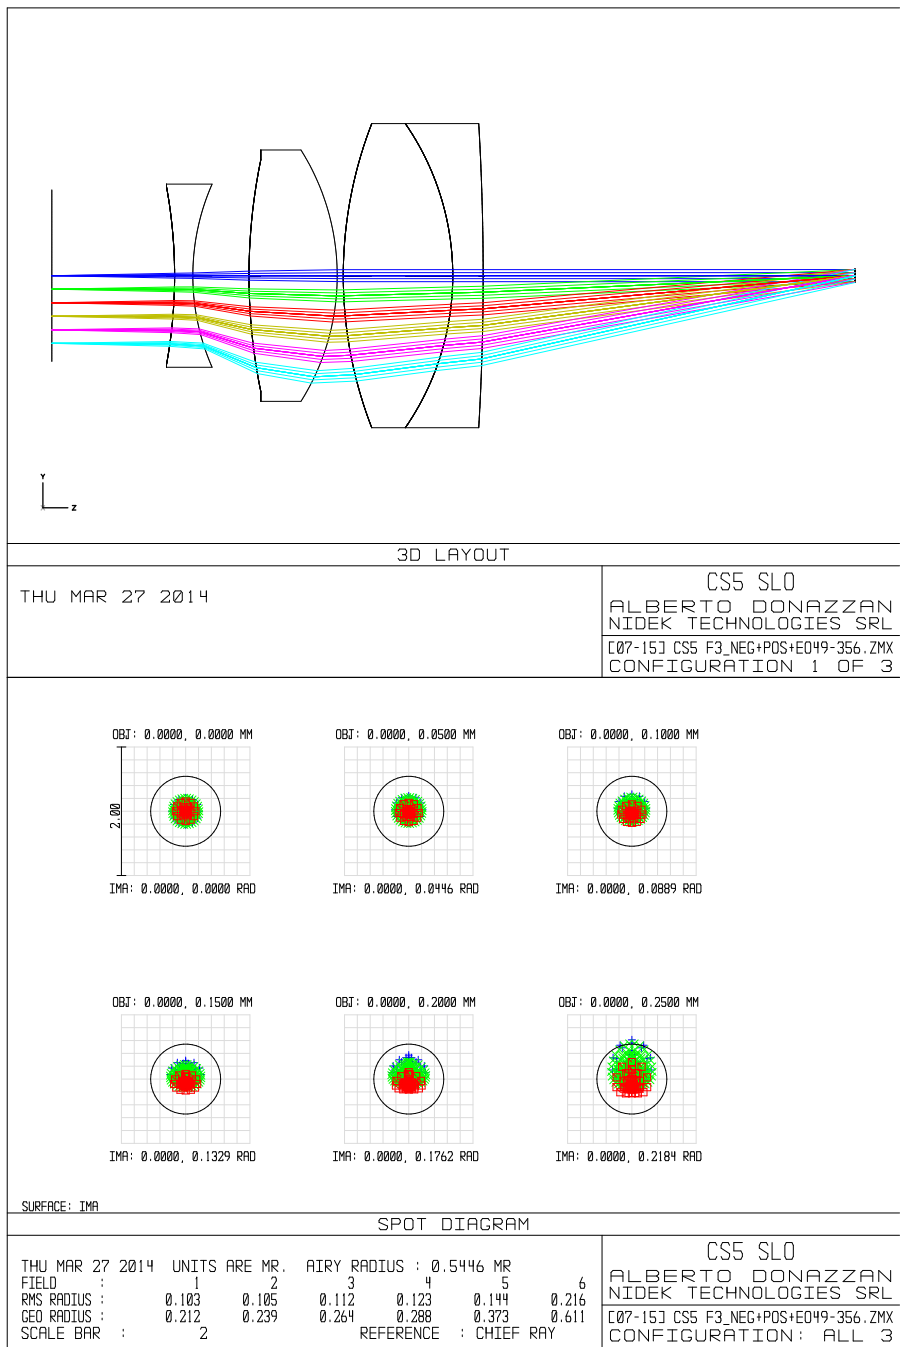 Y
Z
3D LAYOUT
THU MAR 27 2014
CS5 SLO
ALBERTO DONAZZAN
NIDEK TECHNOLOGIES SRL
[07-15] CS5 F3_NEG+POS+EO49-356.ZMX
CONFIGURATION 1 OF 3
OBJ: 0.0000, 0.0000 MM
OBJ: 0.0000, 0.0500 MM
OBJ: 0.0000, 0.1000 MM
2.00
IMA: 0.0000, 0.0000 RAD
IMA: 0.0000, 0.0446 RAD
IMA: 0.0000, 0.0889 RAD
OBJ: 0.0000, 0.1500 MM
OBJ: 0.0000, 0.2000 MM
OBJ: 0.0000, 0.2500 MM
IMA: 0.0000, 0.1329 RAD
IMA: 0.0000, 0.1762 RAD
IMA: 0.0000, 0.2184 RAD
SURFACE: IMA
SPOT DIAGRAM
THU MAR 27 2014 UNITS ARE MR. AIRY RADIUS : 0.5446 MR
FIELD : 1 2 3 4 5 6
RMS RADIUS : 0.103 0.105 0.112 0.123 0.144 0.216
GEO RADIUS : 0.212 0.239 0.264 0.288 0.373 0.611
SCALE BAR : 2 REFERENCE : CHIEF RAY
CS5 SLO
ALBERTO DONAZZAN
NIDEK TECHNOLOGIES SRL
[07-15] CS5 F3_NEG+POS+EO49-356.ZMX
CONFIGURATION: ALL 3